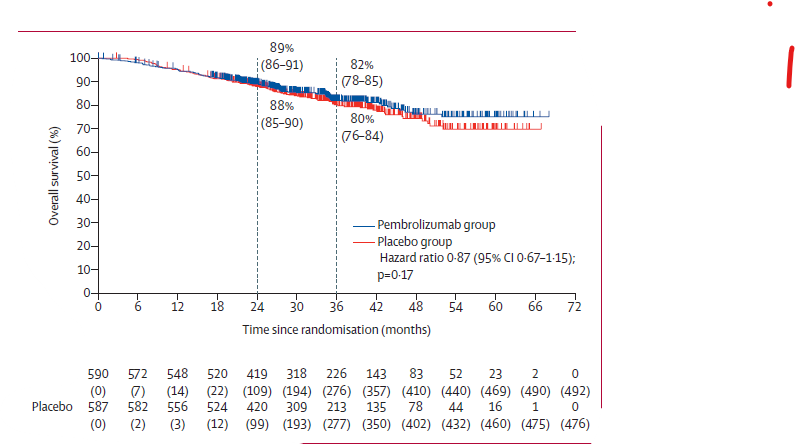 89%
(86–91)
82%
(78–85)
88%
(85–90)
80%
(76–84)
100
90
80
70
60
50
40
30
20
10
0
Overall survival (%)
Pembrolizumab group
Placebo group
Hazard ratio 0·87 (95% CI 0·67–1·15);
p=0·17
0 6 12 18 24 30 36 42 48 54 60 66 72
Time since randomisation (months)
590 572 548 520 419 318 226 143 83 52 23 2 0
(0) (7) (14) (22) (109) (194) (276) (357) (410) (440) (469) (490) (492)
Placebo 587 582 556 524 420 309 213 135 78 44 16 1 0
(0) (2) (3) (12) (99) (193) (277) (350) (402) (432) (460) (475) (476)